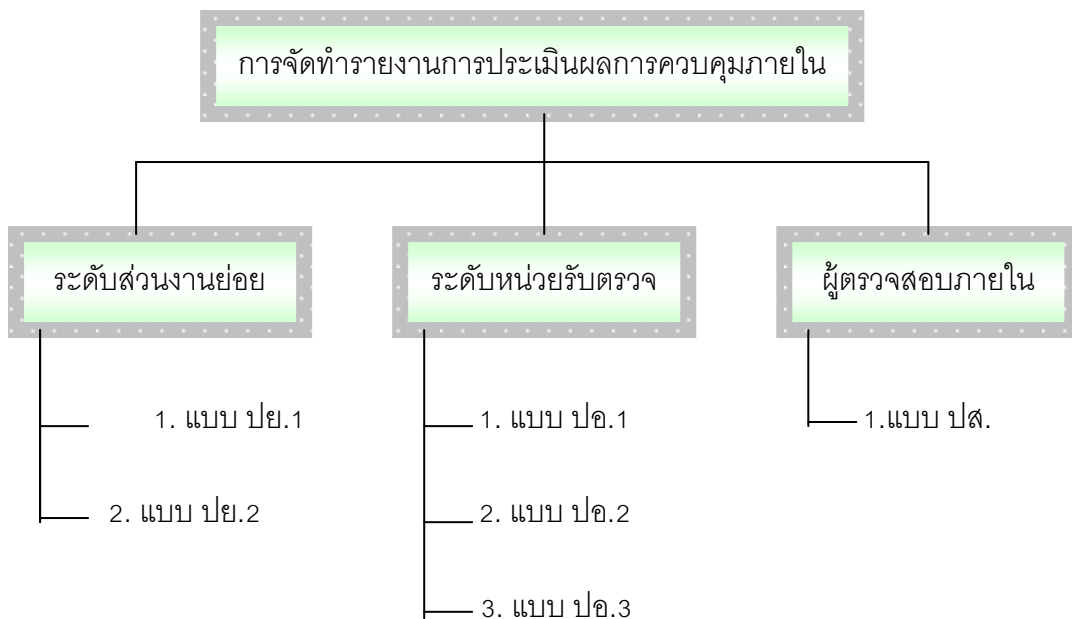 การจัดทำรายงานการประเมินผลการควบคุมภายใน
ระดับส่วนงานย่อย
1. แบบ ปย.1
2. แบบ ปย.2
ระดับหน่วยรับตรวจ
1. แบบ ปอ.1
2. แบบ ปอ.2
3. แบบ ปอ.3
ผู้ตรวจสอบภายใน
1.แบบ ปส.